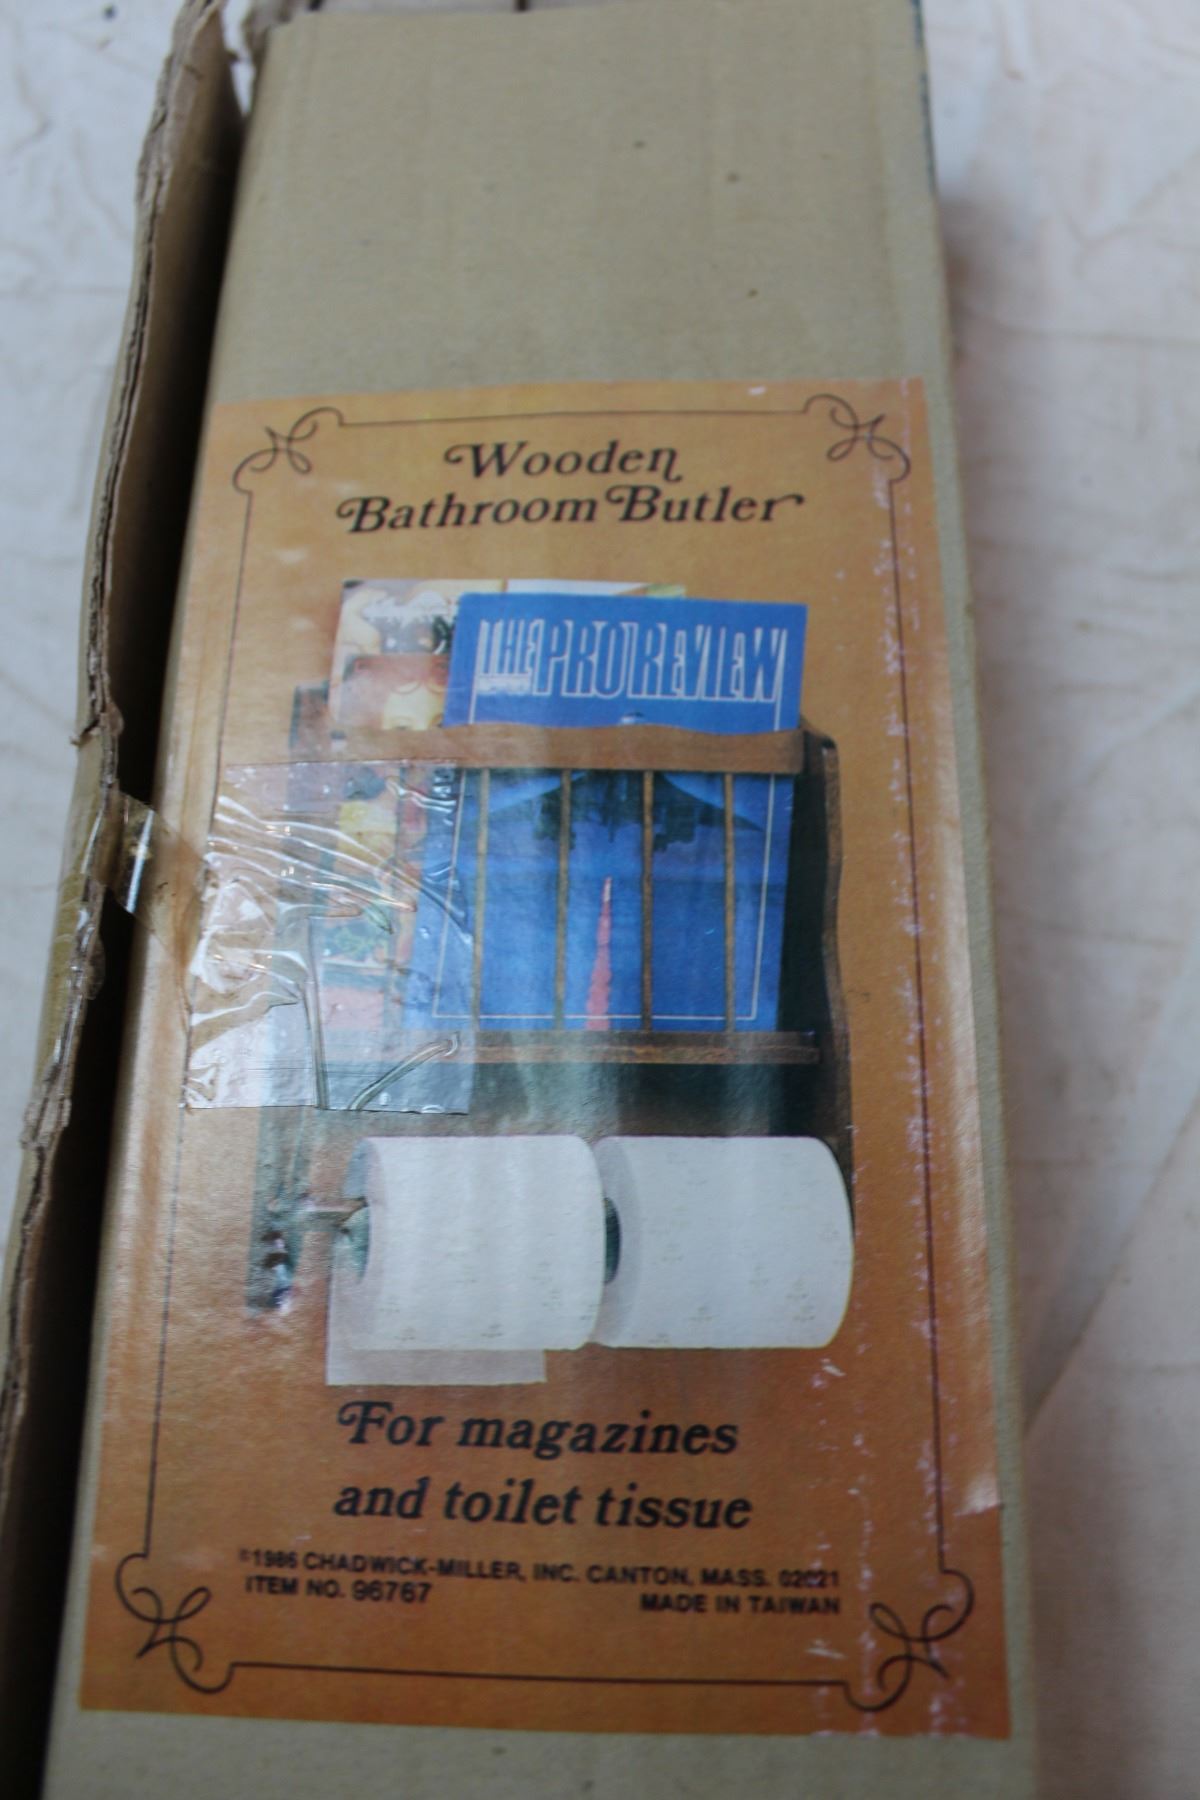 Wooden
Bathroom Butler
THE PRO REVIEW
For magazines
and toilet tissue
©1986 CHADWICK-MILLER, INC. CANTON, MASS. 02021
ITEM NO. 96767 MADE IN TAIWAN